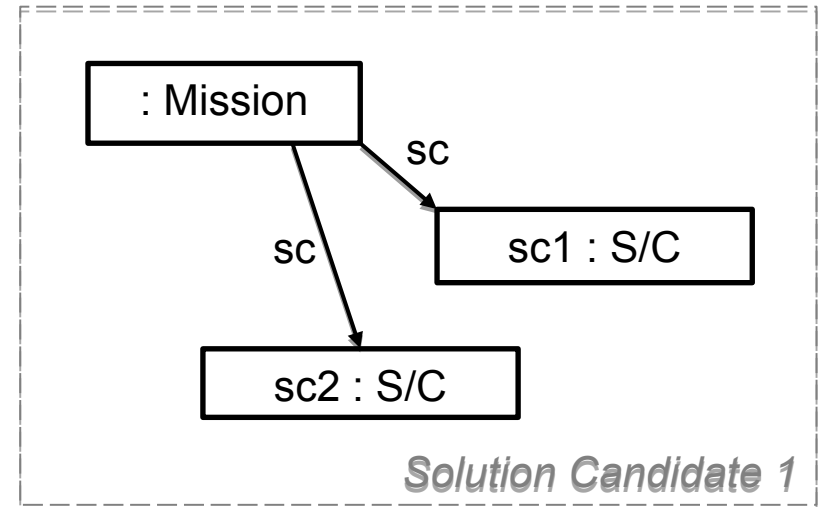 : Mission
sc
sc1 : S/C
sc
sc2 : S/C
Solution Candidate 1